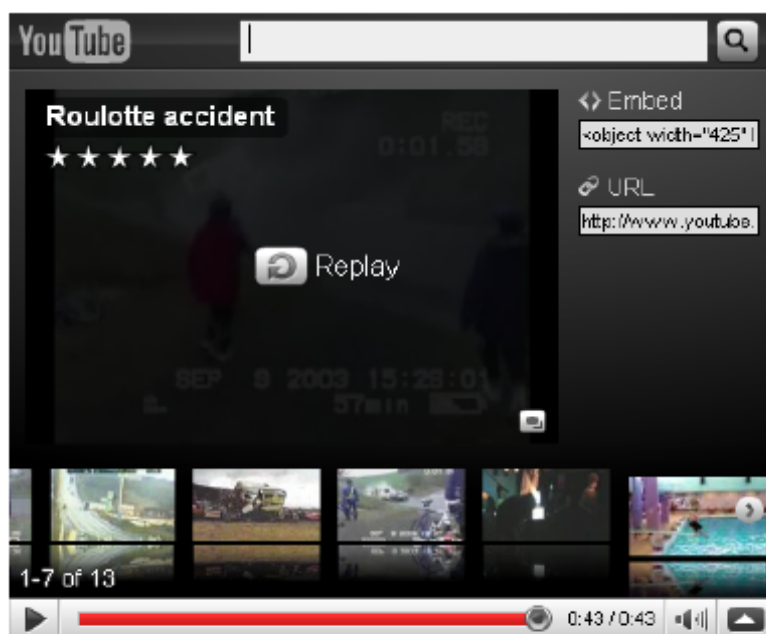 YouTube
Roulotte accident
REC
0:01.58
Replay
SEP 9 2003 15:28:01
57min
Embed
<object width="425" 
URL
http://www.youtube.
1-7 of 13
0:43 / 0:43